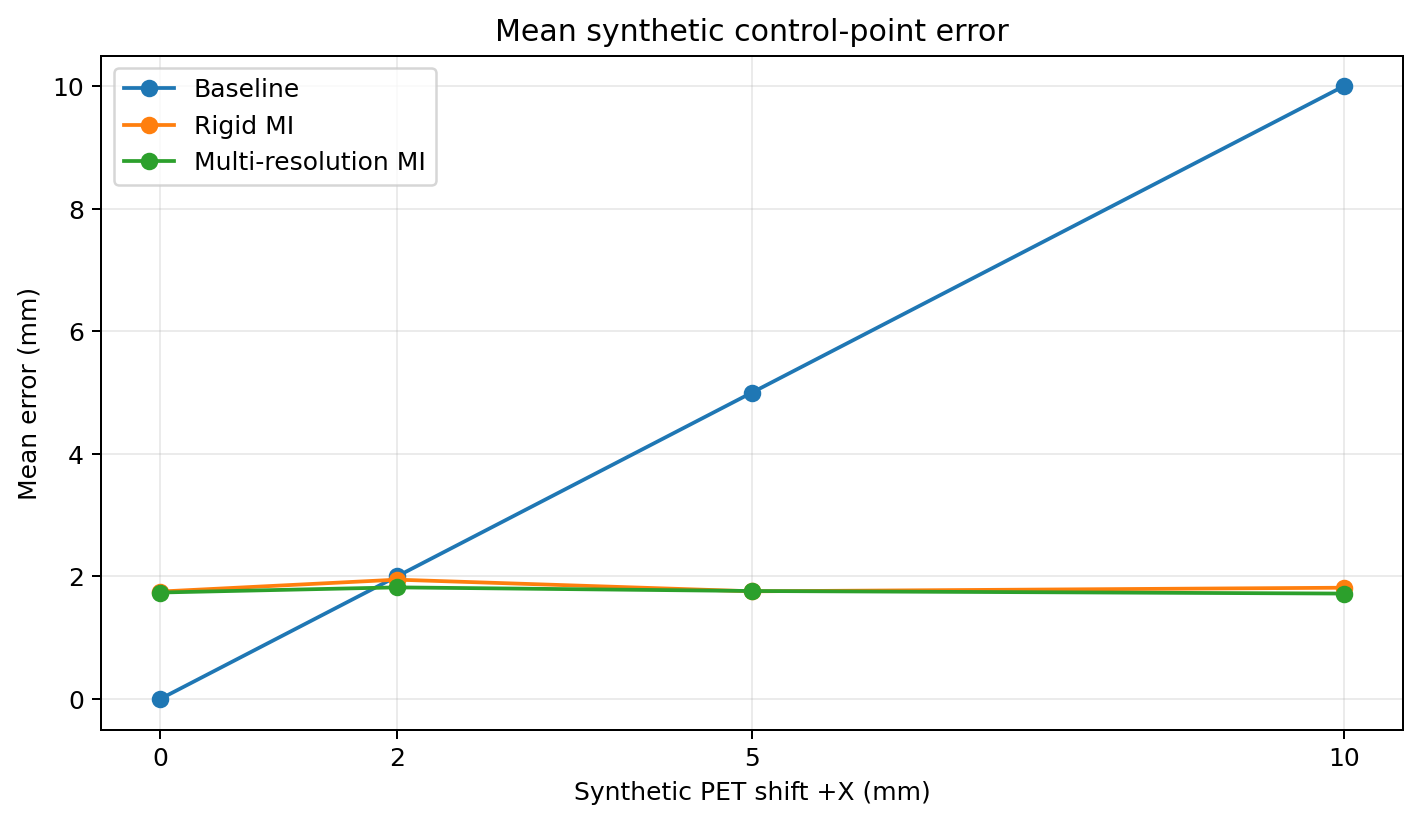 Mean synthetic control-point error
Baseline
Rigid MI
Multi-resolution MI
10
8
6
4
2
0
Mean error (mm)
0 2 5 10
Synthetic PET shift +X (mm)